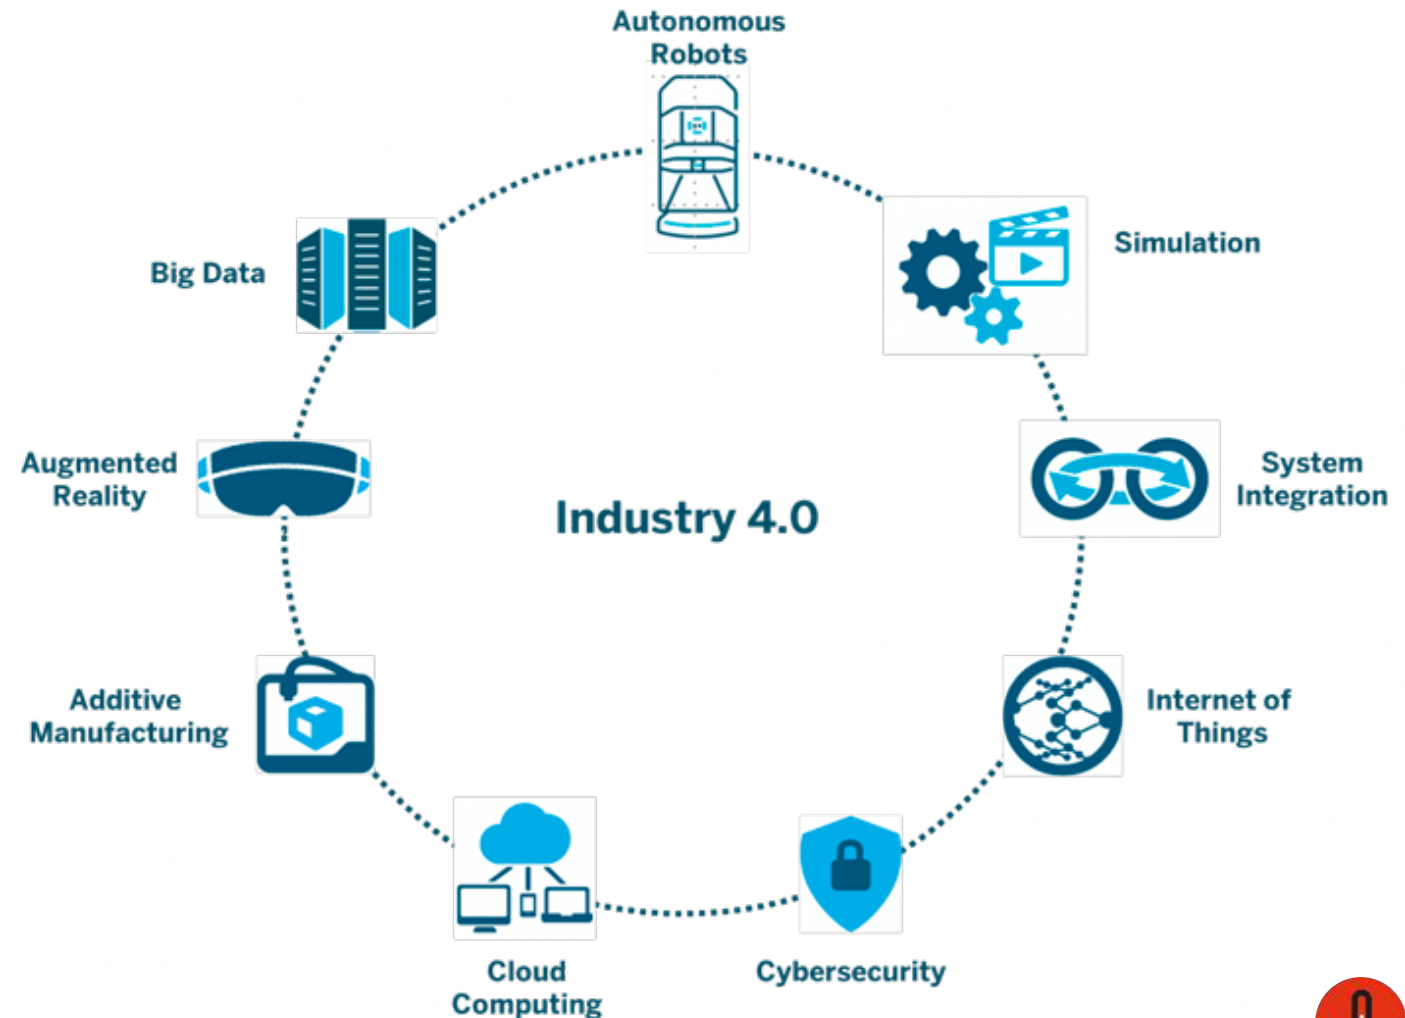 Autonomous
Robots
Simulation
Big Data
System
Integration
Augmented
Reality
Industry 4.0
Internet of
Things
Additive
Manufacturing
Cybersecurity
Cloud
Computing